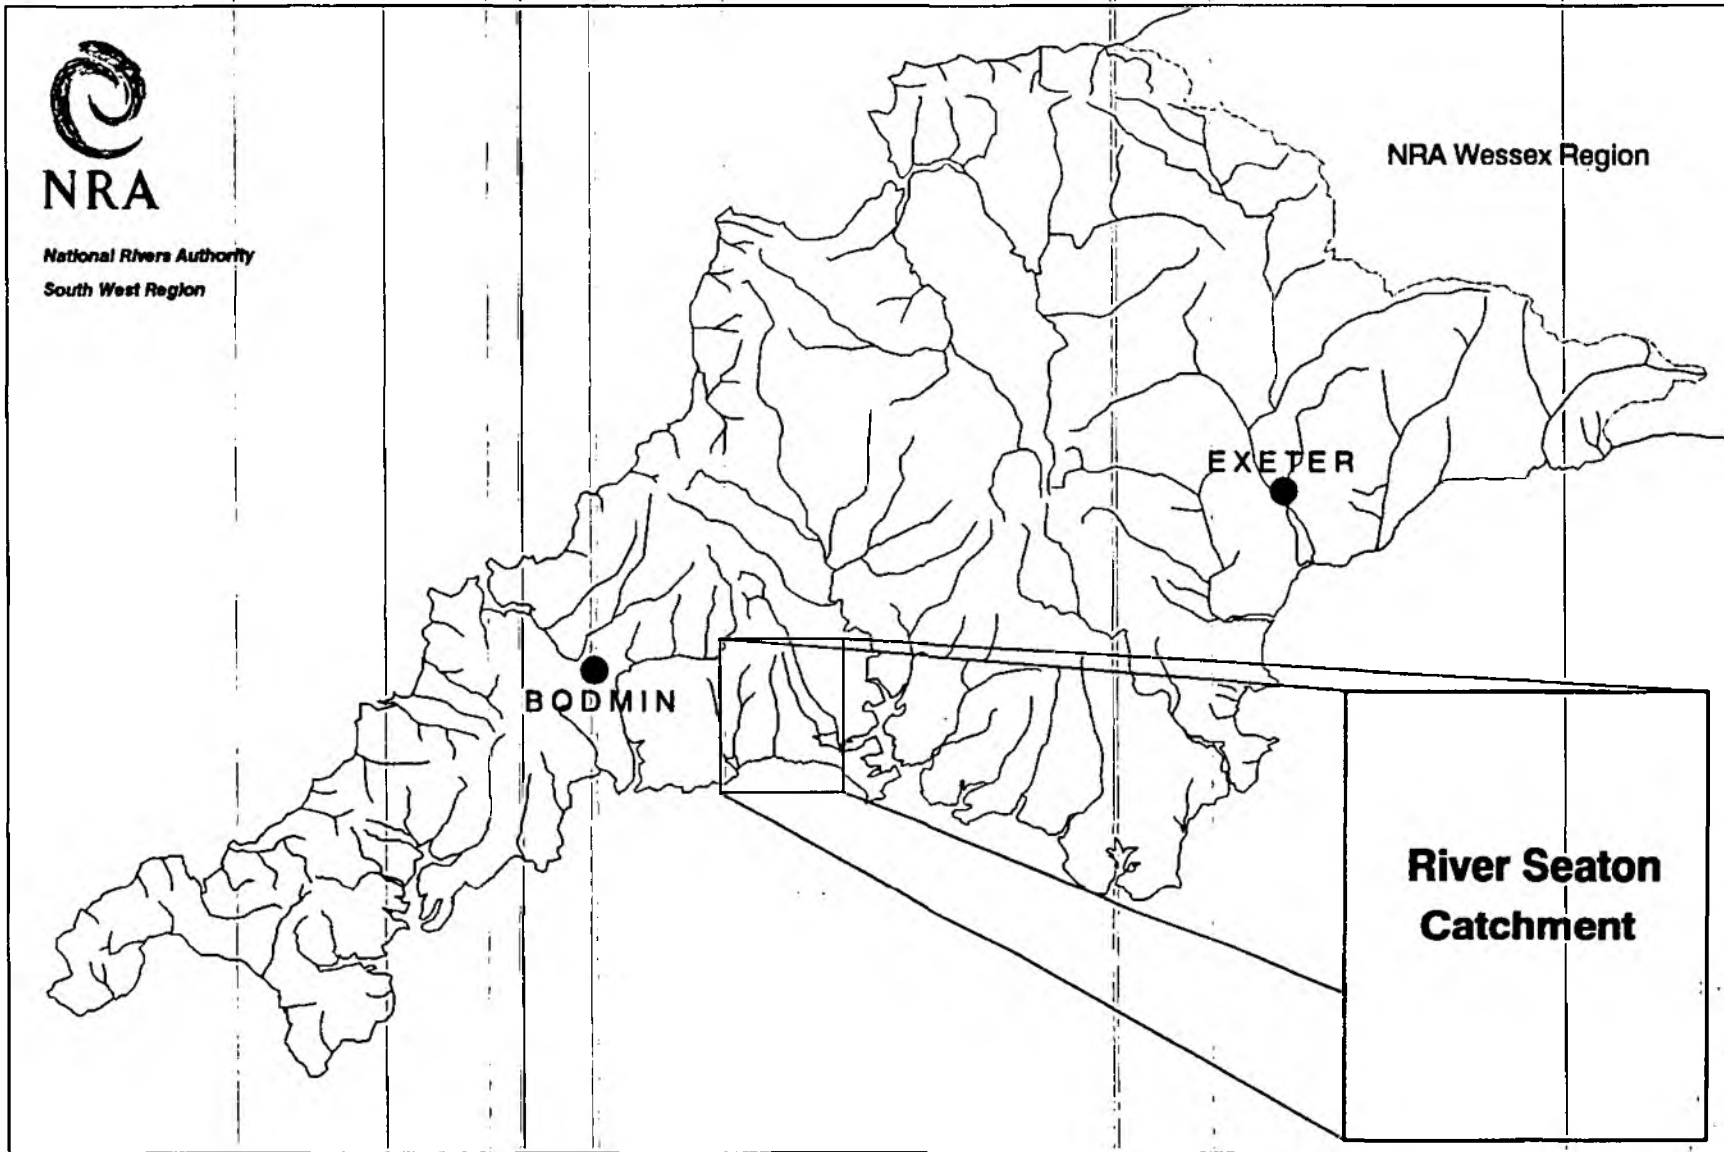 NRA
National Rivers Authority
South West Region
NRA Wessex Region
EXETER
BODMIN
River Seaton
Catchment